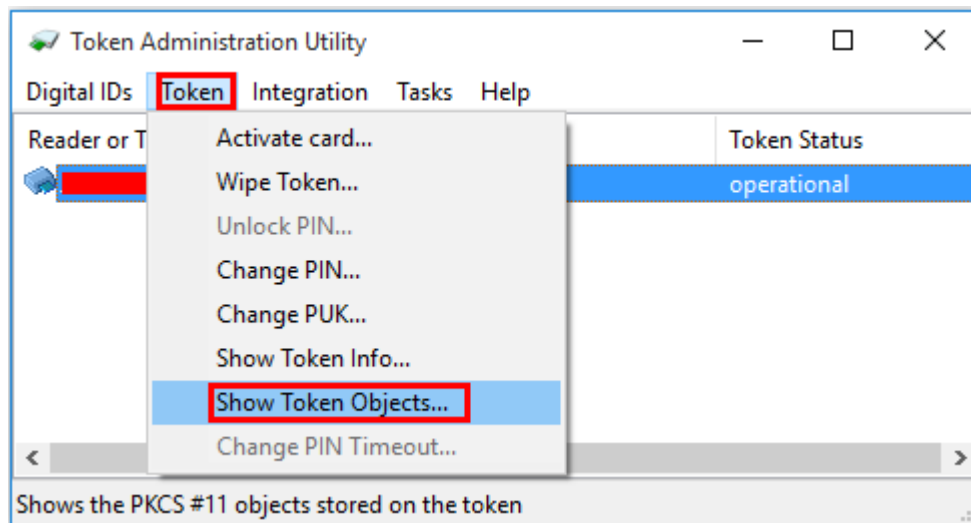 Token Administration Utility
Digital IDs Token Integration Tasks Help
Reader or T Token Status
operational
Activate card...
Wipe Token...
Unlock PIN...
Change PIN...
Change PUK...
Show Token Info...
Show Token Objects...
Change PIN Timeout...
Shows the PKCS #11 objects stored on the token